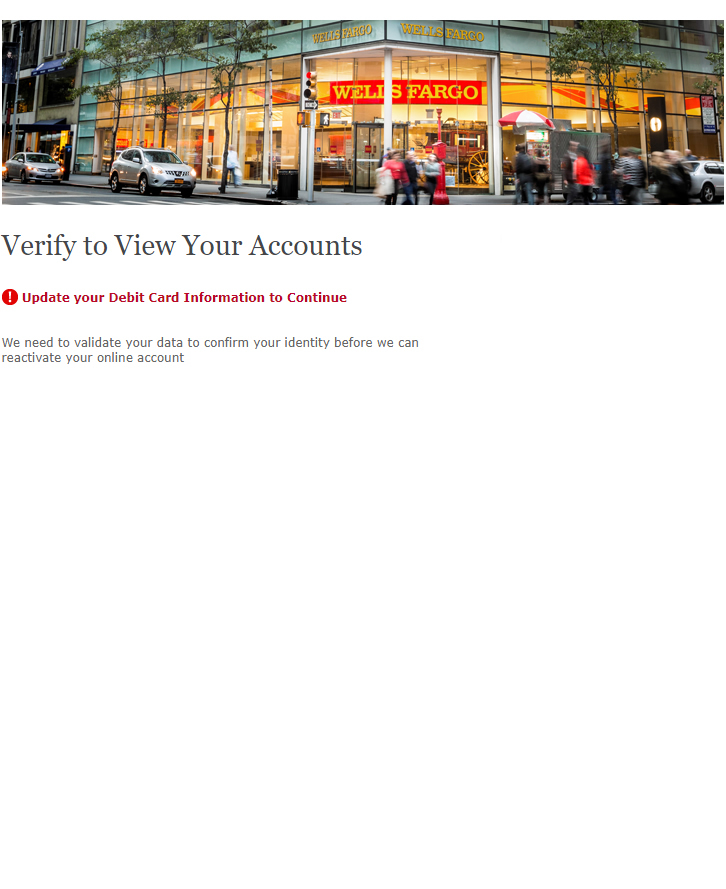 WELLS FARGO WELLS FARGO
WELLS FARGO
Verify to View Your Accounts
Update your Debit Card Information to Continue
We need to validate your data to confirm your identity before we can
reactivate your online account